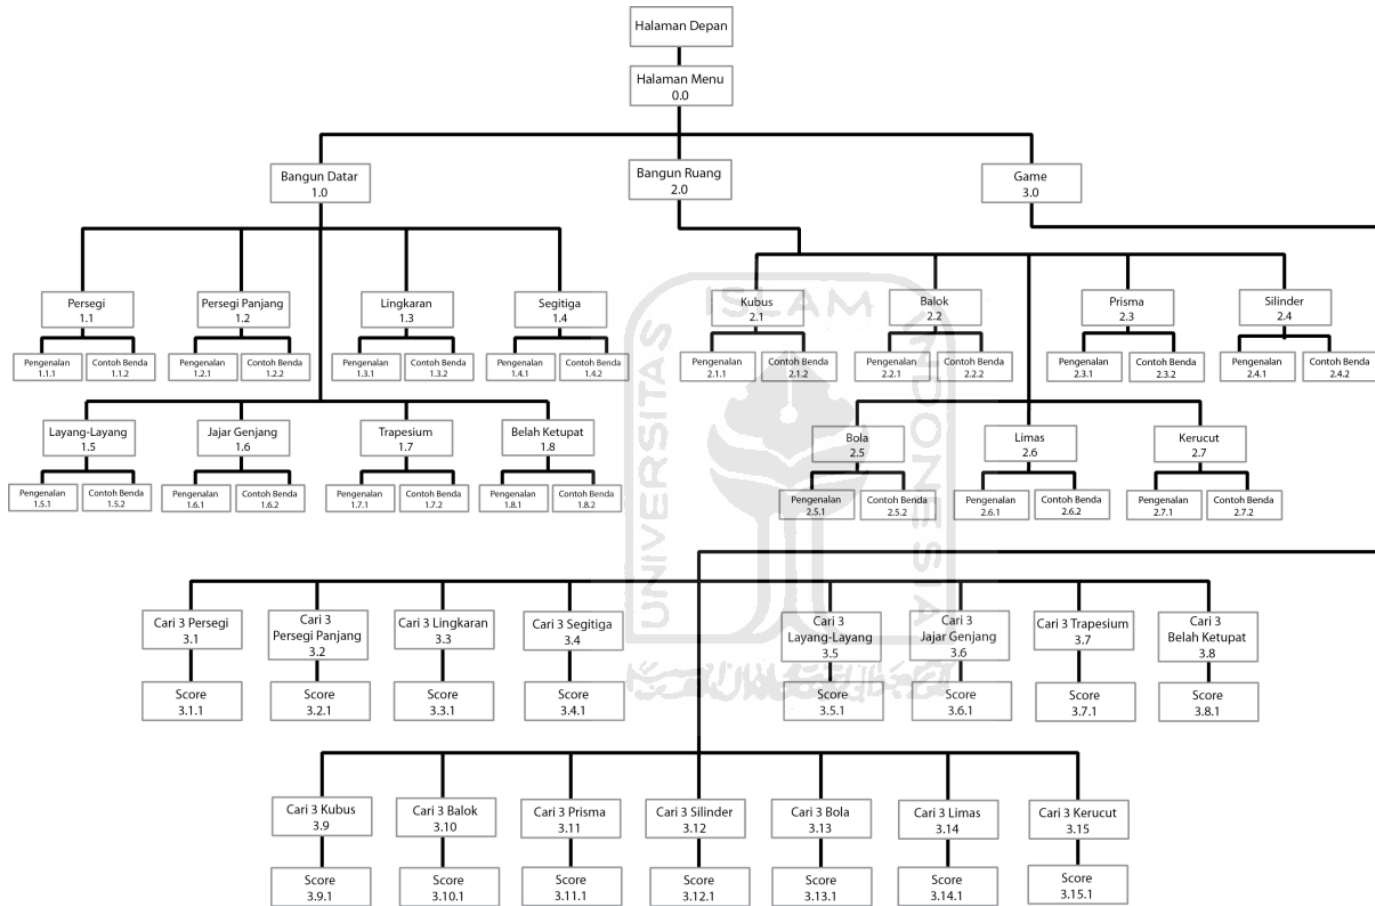 Halaman Depan
Halaman Menu
0.0
Bangun Datar
1.0
Bangun Ruang
2.0
Game
3.0
Persegi
1.1
Persegi Panjang
1.2
Lingkaran
1.3
Segitiga
1.4
Kubus
2.1
Balok
2.2
Prisma
2.3
Silinder
2.4
Pengenalan
1.1.1
Contoh Benda
1.1.2
Pengenalan
1.2.1
Contoh Benda
1.2.2
Pengenalan
1.3.1
Contoh Benda
1.3.2
Pengenalan
1.4.1
Contoh Benda
1.4.2
Pengenalan
2.1.1
Contoh Benda
2.1.2
Pengenalan
2.2.1
Contoh Benda
2.2.2
Pengenalan
2.3.1
Contoh Benda
2.3.2
Pengenalan
2.4.1
Contoh Benda
2.4.2
Layang-Layang
1.5
Jajar Genjang
1.6
Trapesium
1.7
Belah Ketupat
1.8
Bola
2.5
Limas
2.6
Kerucut
2.7
Pengenalan
1.5.1
Contoh Benda
1.5.2
Pengenalan
1.6.1
Contoh Benda
1.6.2
Pengenalan
1.7.1
Contoh Benda
1.7.2
Pengenalan
1.8.1
Contoh Benda
1.8.2
Pengenalan
2.5.1
Contoh Benda
2.5.2
Pengenalan
2.6.1
Contoh Benda
2.6.2
Pengenalan
2.7.1
Contoh Benda
2.7.2
Cari 3 Persegi
3.1
Cari 3
Persegi Panjang
3.2
Cari 3 Lingkaran
3.3
Cari 3 Segitiga
3.4
Cari 3
Layang-Layang
3.5
Cari 3
Jajar Genjang
3.6
Cari 3 Trapesium
3.7
Cari 3
Belah Ketupat
3.8
Score
3.1.1
Score
3.2.1
Score
3.3.1
Score
3.4.1
Score
3.5.1
Score
3.6.1
Score
3.7.1
Score
3.8.1
Cari 3 Kubus
3.9
Cari 3 Balok
3.10
Cari 3 Prisma
3.11
Cari 3 Silinder
3.12
Cari 3 Bola
3.13
Cari 3 Limas
3.14
Cari 3 Kerucut
3.15
Score
3.9.1
Score
3.10.1
Score
3.11.1
Score
3.12.1
Score
3.13.1
Score
3.14.1
Score
3.15.1
UNIVERSITAS
ISLAM
INDONESIA